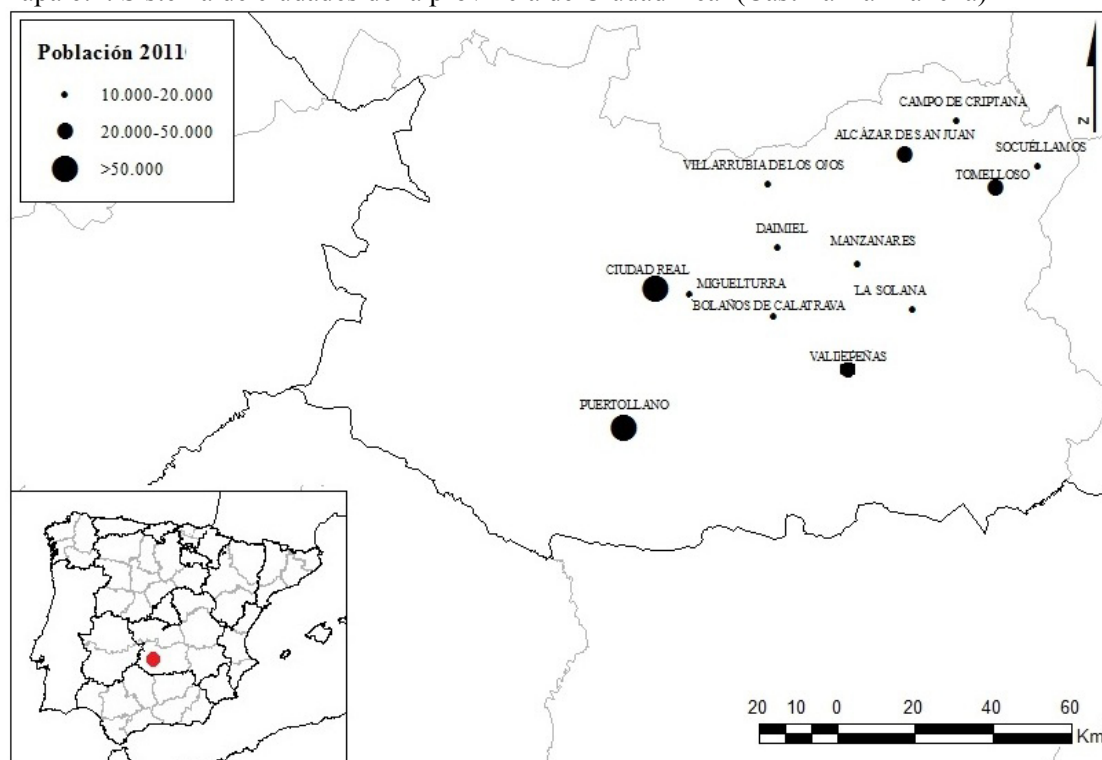 Población 2011
10.000-20.000
20.000-50.000
>50.000
N
CAMPO DE CRIPTANA
ALCÁZAR DE SAN JUAN
SOCUÉLLAMOS
VILLARRUBIA DE LOS OJOS
TOMELLOSO
DAIMIEL
MANZANARES
CIUDAD REAL
MIGUELTURRA
LA SOLANA
BOLAÑOS DE CALATRAVA
VALDEPEÑAS
PUERTOLLANO
20 10 0 20 40 60
Km